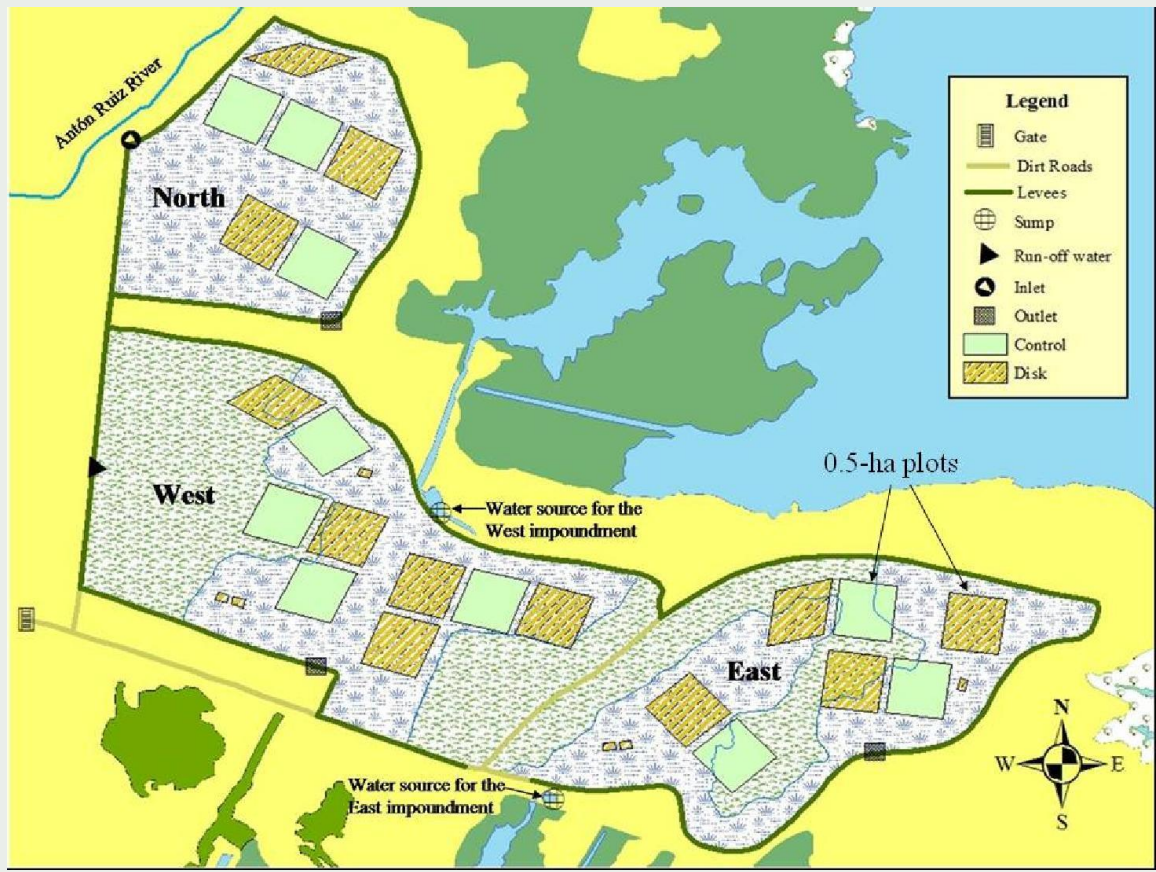 Antón Ruiz River
North
Legend
Gate
Dirt Roads
Levees
Sump
Run-off water
Inlet
Outlet
Control
Disk
0.5-ha plots
West
Water source for the
West impoundment
East
Water source for the
East impoundment
N
W
E
S